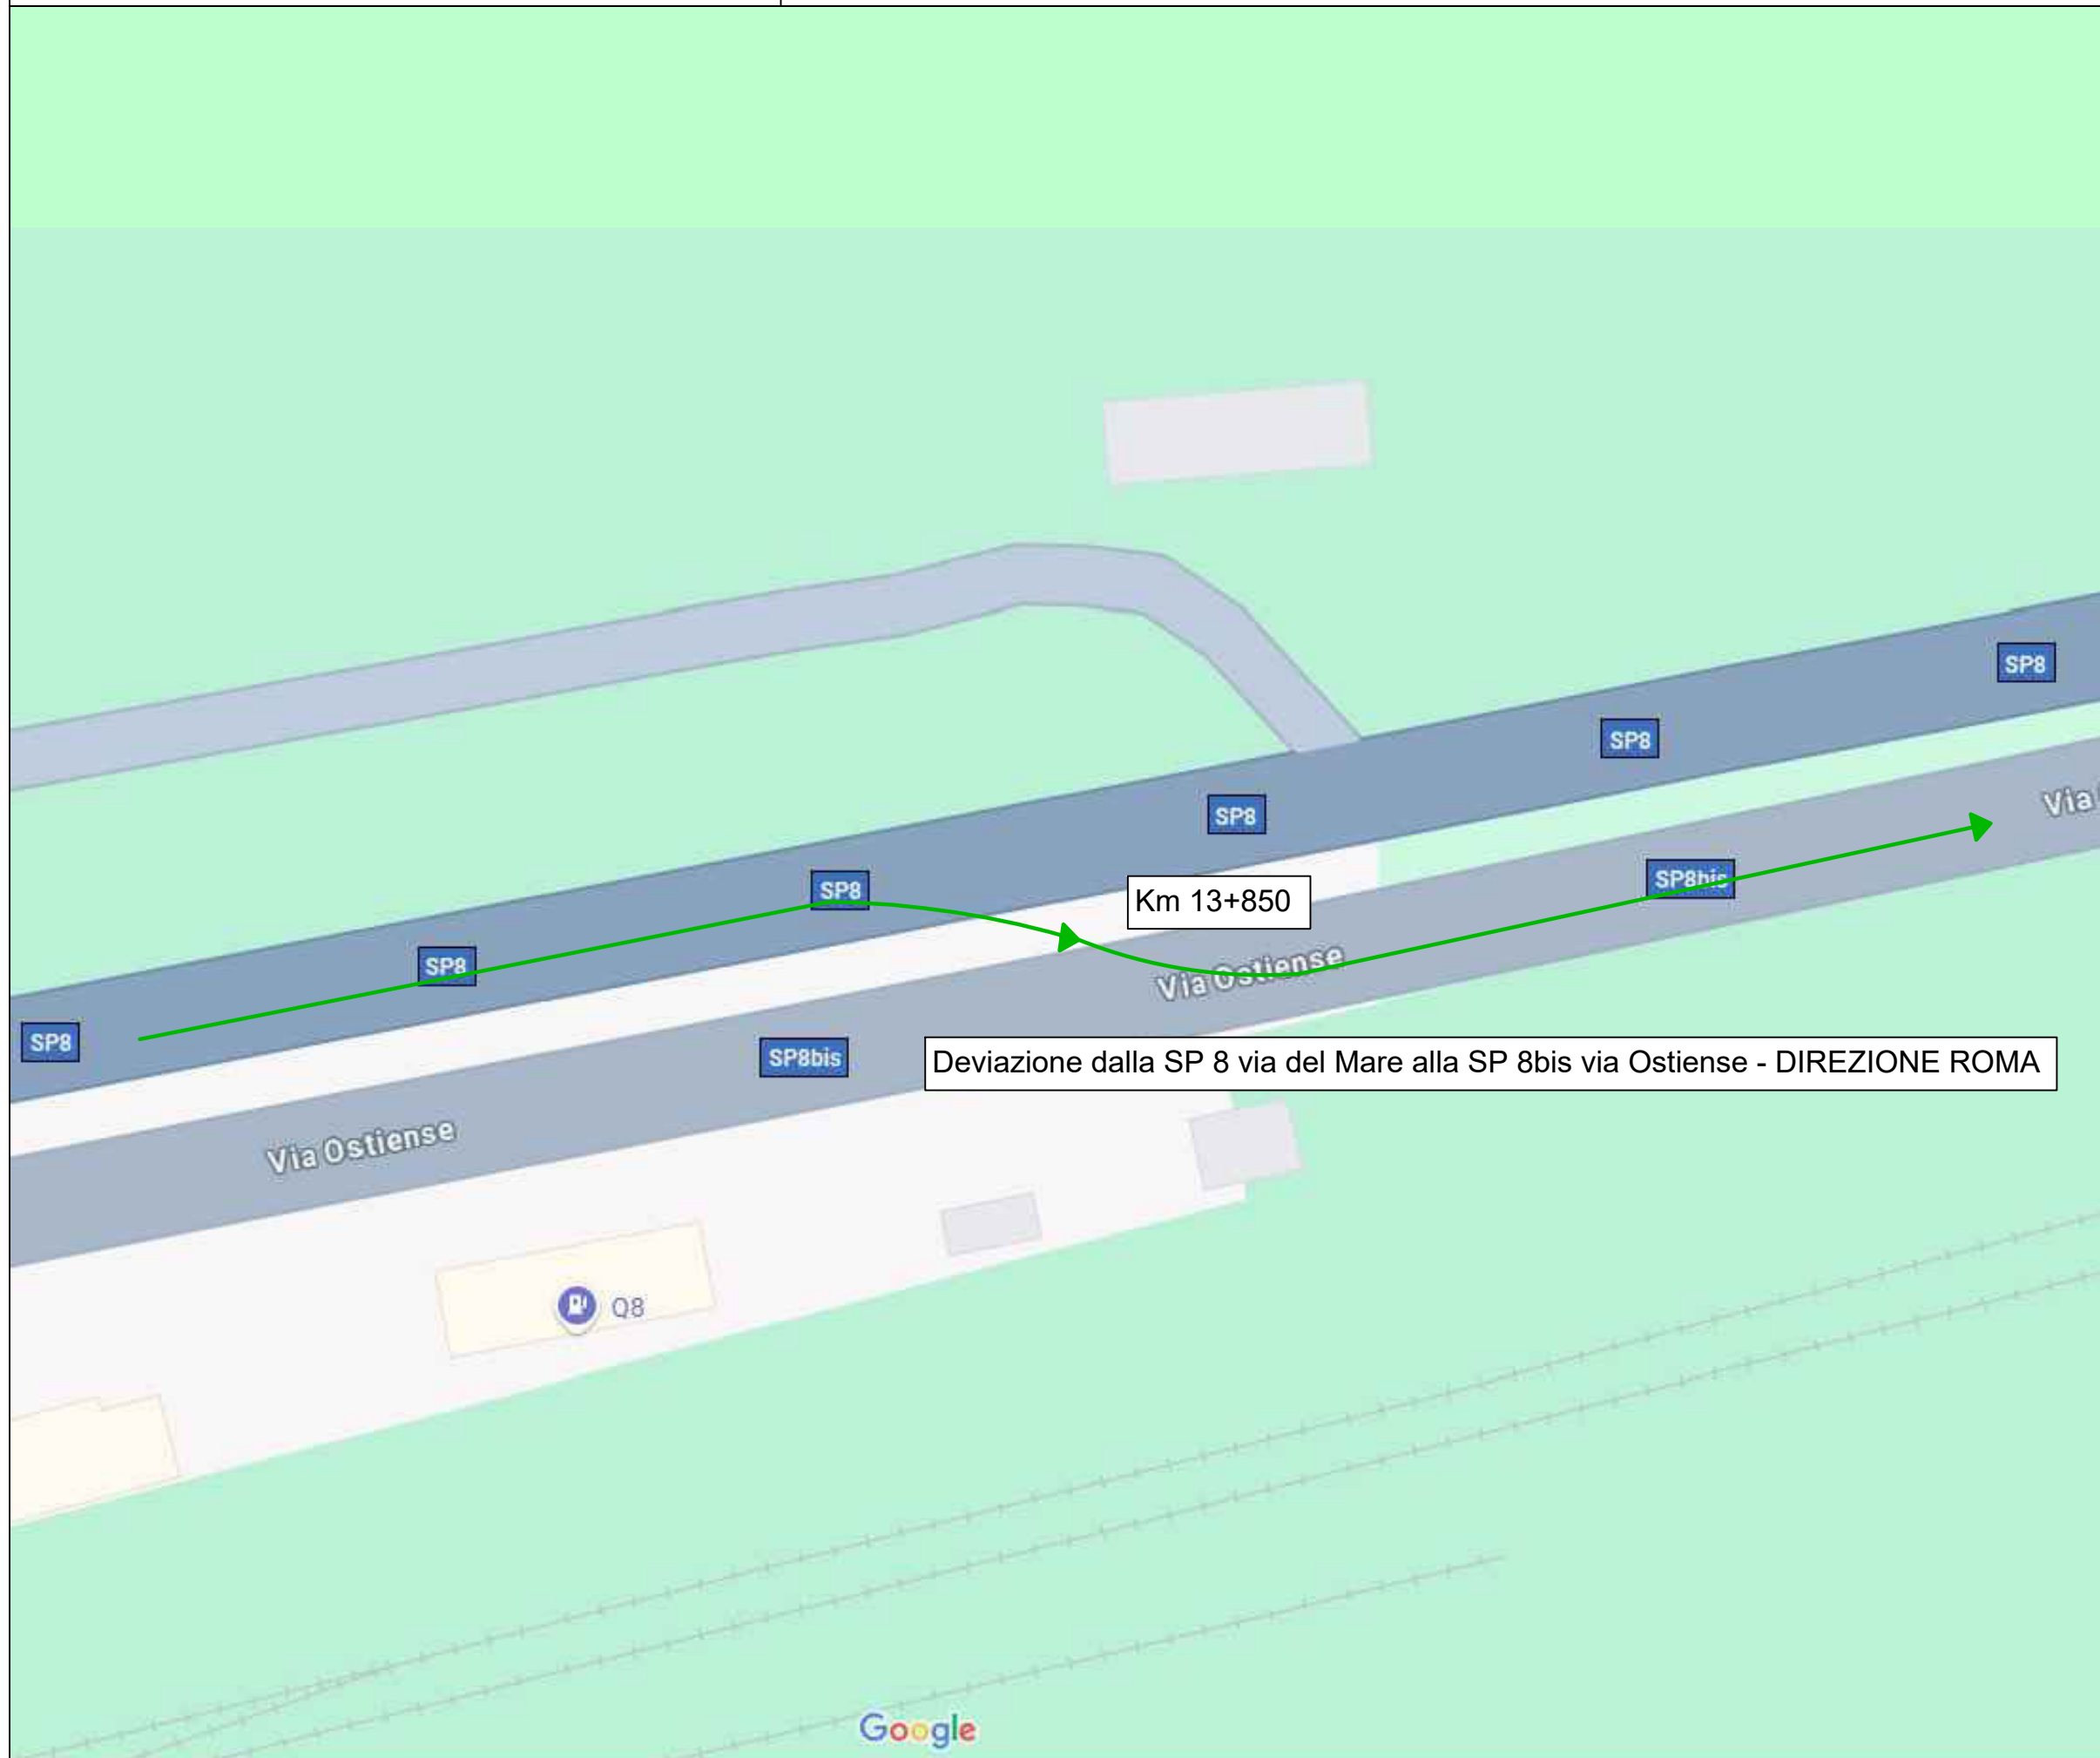 SP8
SP8
SP8
Via
SP8
SP8bis
Km 13+850
SP8
Via Ostiense
SP8
SP8bis
Deviazione dalla SP 8 via del Mare alla SP 8bis via Ostiense - DIREZIONE ROMA
Via Ostiense
Q8
Google